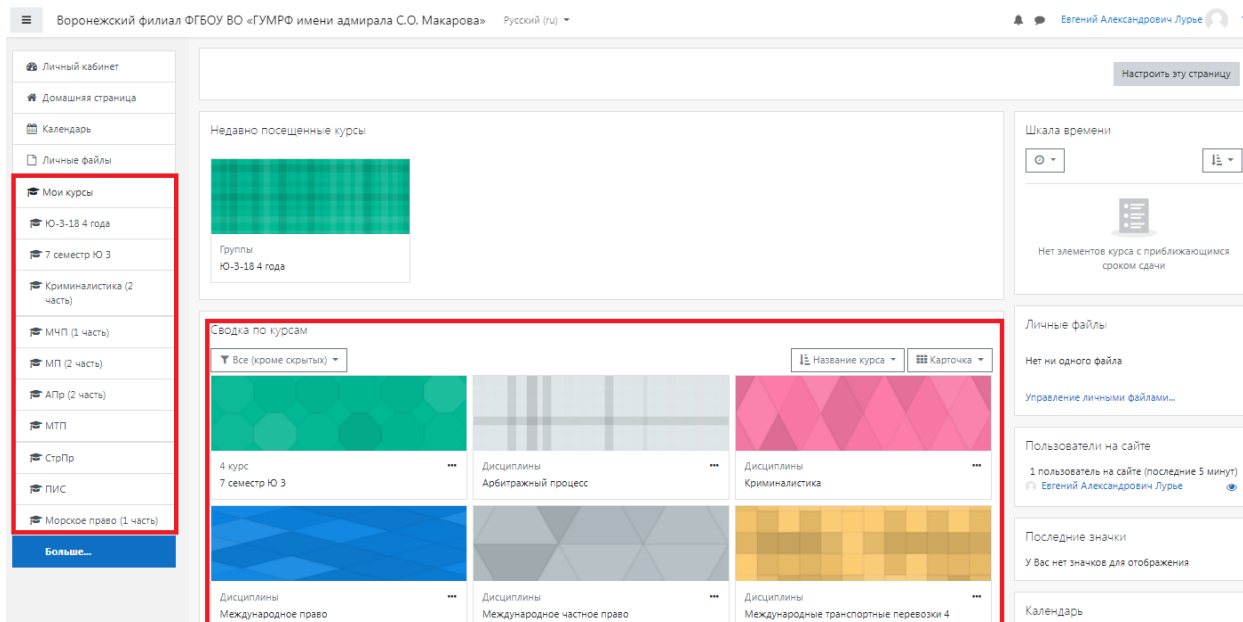 Воронежский филиал ФГБОУ ВО «ГУМРФ имени адмирала С.О. Макарова»
Русский (ru)
Евгений Александрович Лурье
Личный кабинет
Домашняя страница
Календарь
Личные файлы
Мои курсы
Ю-3-18 4 года
7 семестр Ю 3
Криминалистика (2
часть)
МЧП (1 часть)
МП (2 часть)
АПр (2 часть)
МТП
СтрПр
ПИС
Морское право (1 часть)
Больше...
Настроить эту страницу
Недавно посещенные курсы
Группы
Ю-3-18 4 года
Сводка по курсам
Все (кроме скрытых)
Название курса
Карточка
4 курс
7 семестр Ю 3
Дисциплины
Арбитражный процесс
Дисциплины
Криминалистика
Дисциплины
Международное право
Дисциплины
Международное частное право
Дисциплины
Международные транспортные перевозки 4
Шкала времени
Нет элементов курса с приближающимся
сроком сдачи
Личные файлы
Нет ни одного файла
Управление личными файлами...
Пользователи на сайте
1 пользователь на сайте (последние 5 минут)
Евгений Александрович Лурье
Последние значки
У Вас нет значков для отображения
Календарь